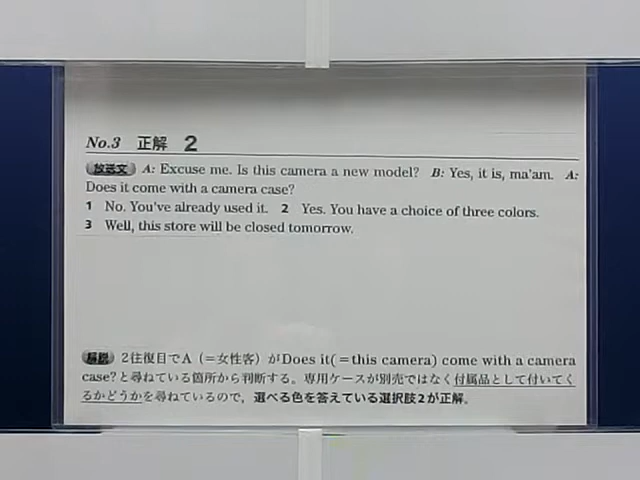 No.3 正解 2
放送文 A: Excuse me. Is this camera a new model? B: Yes, it is, ma'am. A:
Does it come with a camera case?
1 No. You've already used it. 2 Yes. You have a choice of three colors.
3 Well, this store will be closed tomorrow.
解説 2往復目でA（＝女性客）がDoes it(＝this camera) come with a camera
case?と尋ねている箇所から判断する。専用ケースが別売ではなく付属品として付いてく
るかどうかを尋ねているので，選べる色を答えている選択肢2が正解。